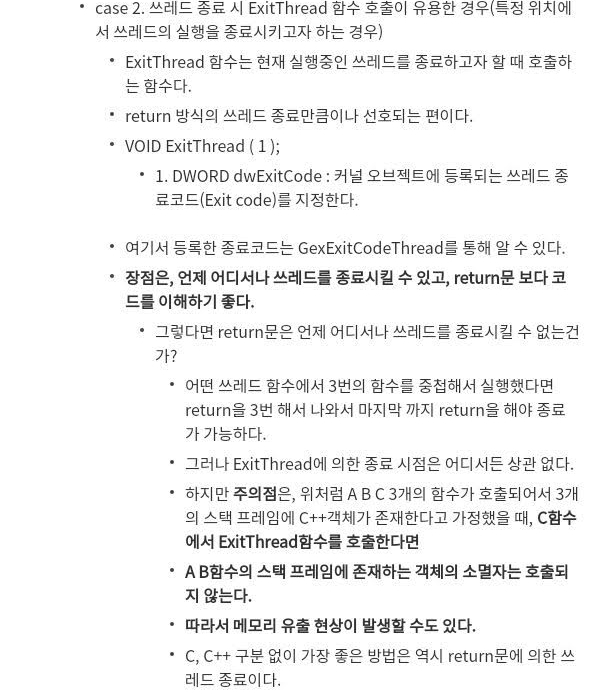 • case 2. 쓰레드 종료 시 ExitThread 함수 호출이 유용한 경우(특정 위치에
서 쓰레드의 실행을 종료시키고자 하는 경우)
• ExitThread 함수는 현재 실행중인 쓰레드를 종료하고자 할 때 호출하
는 함수다.
• return 방식의 쓰레드 종료만큼이나 선호되는 편이다.
• VOID ExitThread ( 1 );
• 1. DWORD dwExitCode : 커널 오브젝트에 등록되는 쓰레드 종
료코드(Exit code)를 지정한다.
• 여기서 등록한 종료코드는 GexExitCodeThread를 통해 알 수 있다.
• 장점은, 언제 어디서나 쓰레드를 종료시킬 수 있고, return문 보다 코
드를 이해하기 좋다.
• 그렇다면 return문은 언제 어디서나 쓰레드를 종료시킬 수 없는건
가?
• 어떤 쓰레드 함수에서 3번의 함수를 중첩해서 실행했다면
return을 3번 해서 나와서 마지막 까지 return을 해야 종료
가 가능하다.
• 그러나 ExitThread에 의한 종료 시점은 어디서든 상관 없다.
• 하지만 주의점은, 위처럼 A B C 3개의 함수가 호출되어서 3개
의 스택 프레임에 C++객체가 존재한다고 가정했을 때, C함수
에서 ExitThread함수를 호출한다면
• A B함수의 스택 프레임에 존재하는 객체의 소멸자는 호출되
지 않는다.
• 따라서 메모리 유출 현상이 발생할 수도 있다.
• C, C++ 구분 없이 가장 좋은 방법은 역시 return문에 의한 쓰
레드 종료이다.